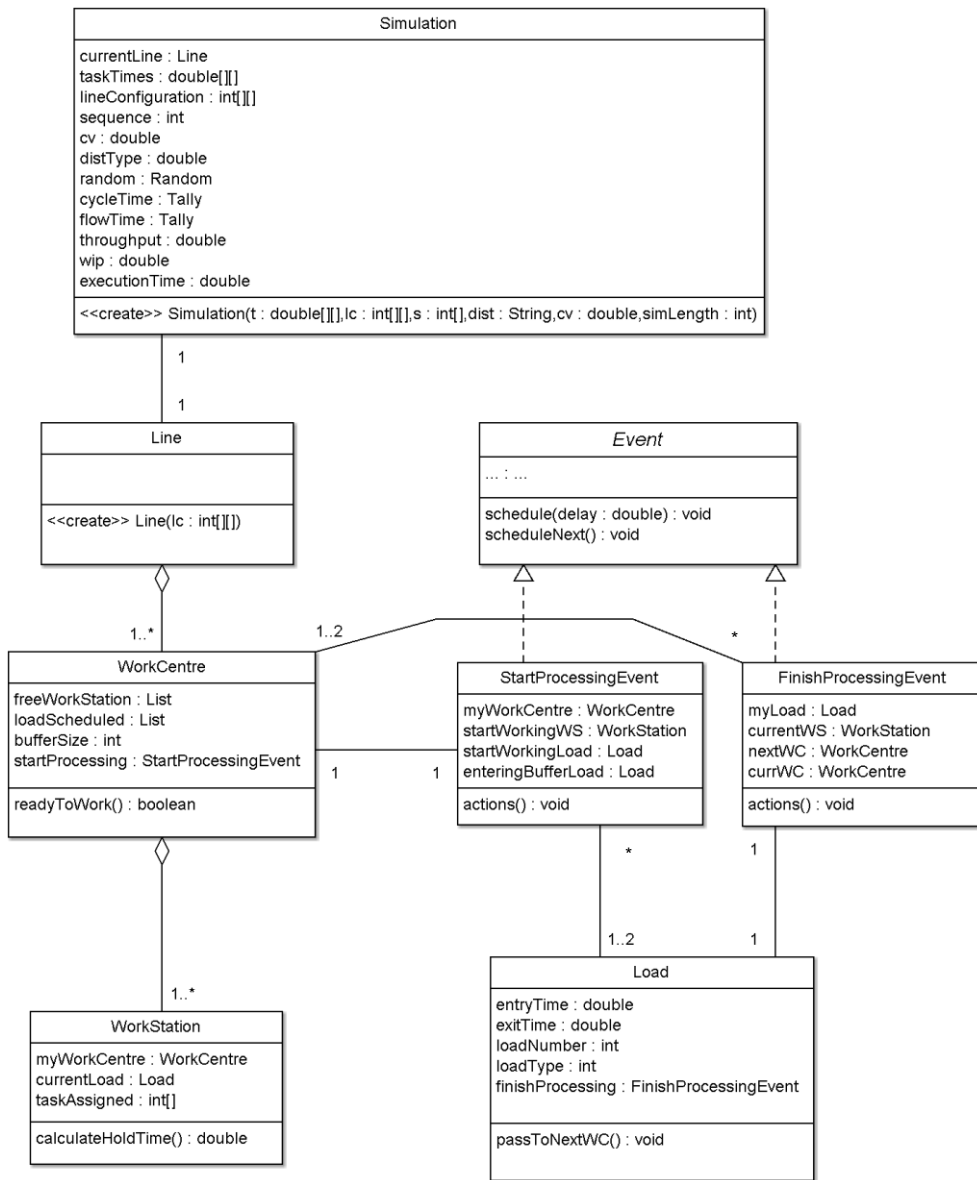 Simulation
currentLine : Line
taskTimes : double[][]
lineConfiguration : int[][]
sequence : int
cv : double
distType : double
random : Random
cycleTime : Tally
flowTime : Tally
throughput : double
wip : double
executionTime : double
<<create>> Simulation(t : double[][],lc : int[][],s : int[],dist : String,cv : double,simLength : int)
1
1
Line
<<create>> Line(lc : int[][])
Event
... : ...
schedule(delay : double) : void
scheduleNext() : void
1..*
1..2
*
WorkCentre
freeWorkStation : List
loadScheduled : List
bufferSize : int
startProcessing : StartProcessingEvent
readyToWork() : boolean
1
1
StartProcessingEvent
myWorkCentre : WorkCentre
startWorkingWS : WorkStation
startWorkingLoad : Load
enteringBufferLoad : Load
actions() : void
FinishProcessingEvent
myLoad : Load
currentWS : WorkStation
nextWC : WorkCentre
currWC : WorkCentre
actions() : void
*
1
1..2
1
1..*
WorkStation
myWorkCentre : WorkCentre
currentLoad : Load
taskAssigned : int[]
calculateHoldTime() : double
Load
entryTime : double
exitTime : double
loadNumber : int
loadType : int
finishProcessing : FinishProcessingEvent
passToNextWC() : void